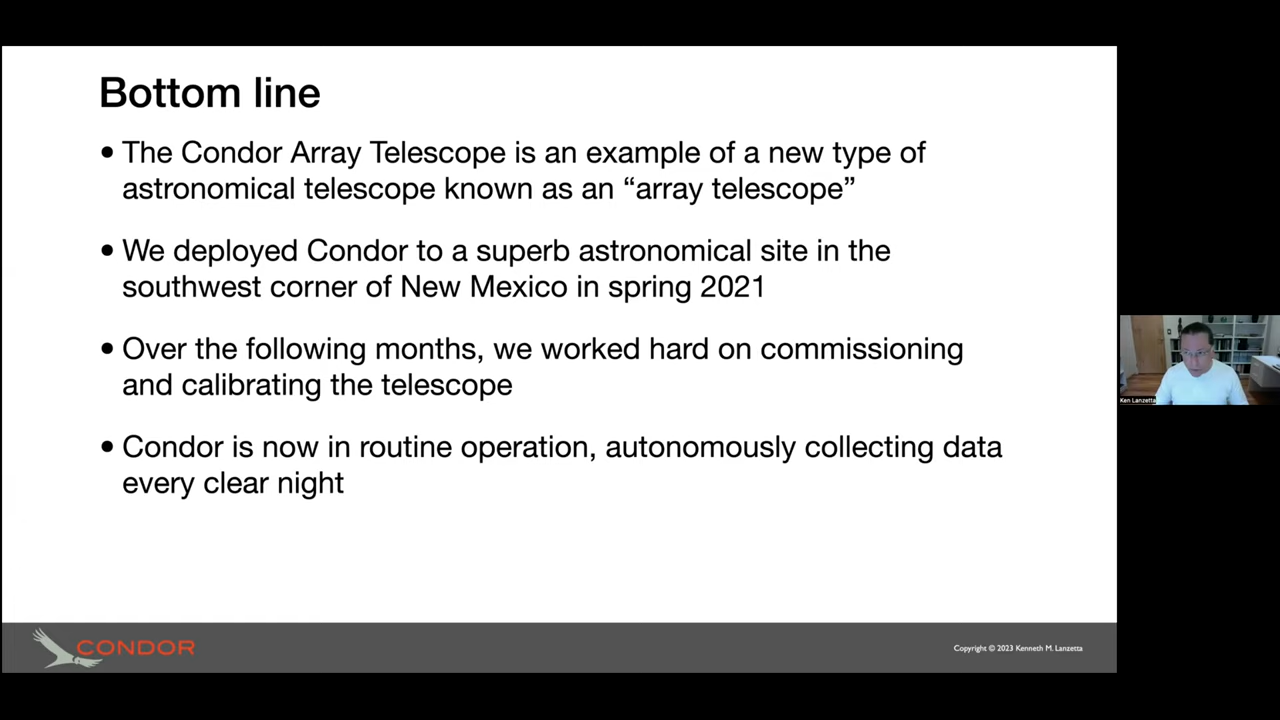 Bottom line
• The Condor Array Telescope is an example of a new type of
astronomical telescope known as an “array telescope”
• We deployed Condor to a superb astronomical site in the
southwest corner of New Mexico in spring 2021
• Over the following months, we worked hard on commissioning
and calibrating the telescope
• Condor is now in routine operation, autonomously collecting data
every clear night
Ken Lanzetta
CONDOR
Copyright © 2023 Kenneth M. Lanzetta